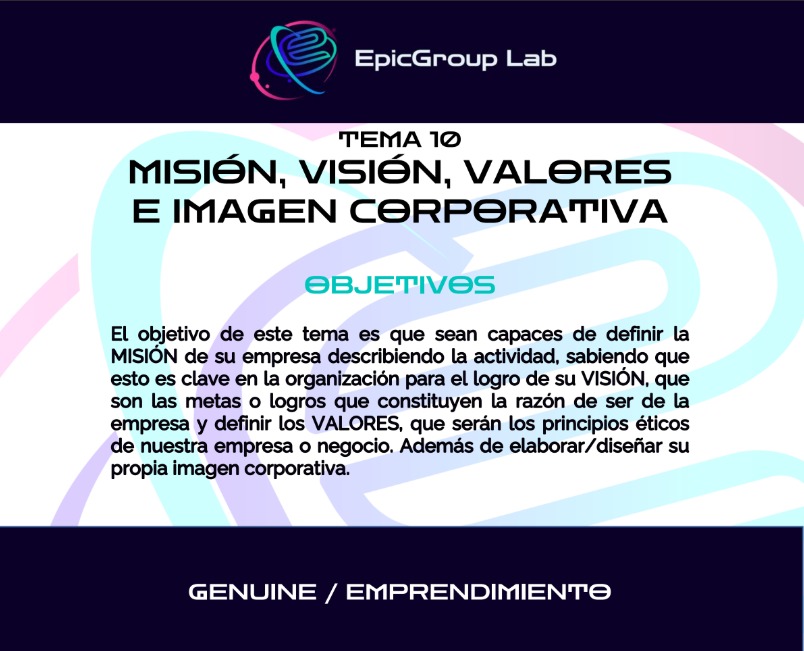 EpicGroup Lab
TEMA 10
MISIÓN, VISIÓN, VALORES
E IMAGEN CORPORATIVA
OBJETIVOS
El objetivo de este tema es que sean capaces de definir la
MISIÓN de su empresa describiendo la actividad, sabiendo que
esto es clave en la organización para el logro de su VISIÓN, que
son las metas o logros que constituyen la razón de ser de la
empresa y definir los VALORES, que serán los principios éticos
de nuestra empresa o negocio. Además de elaborar/diseñar su
propia imagen corporativa.
GENUINE / EMPRENDIMIENTO